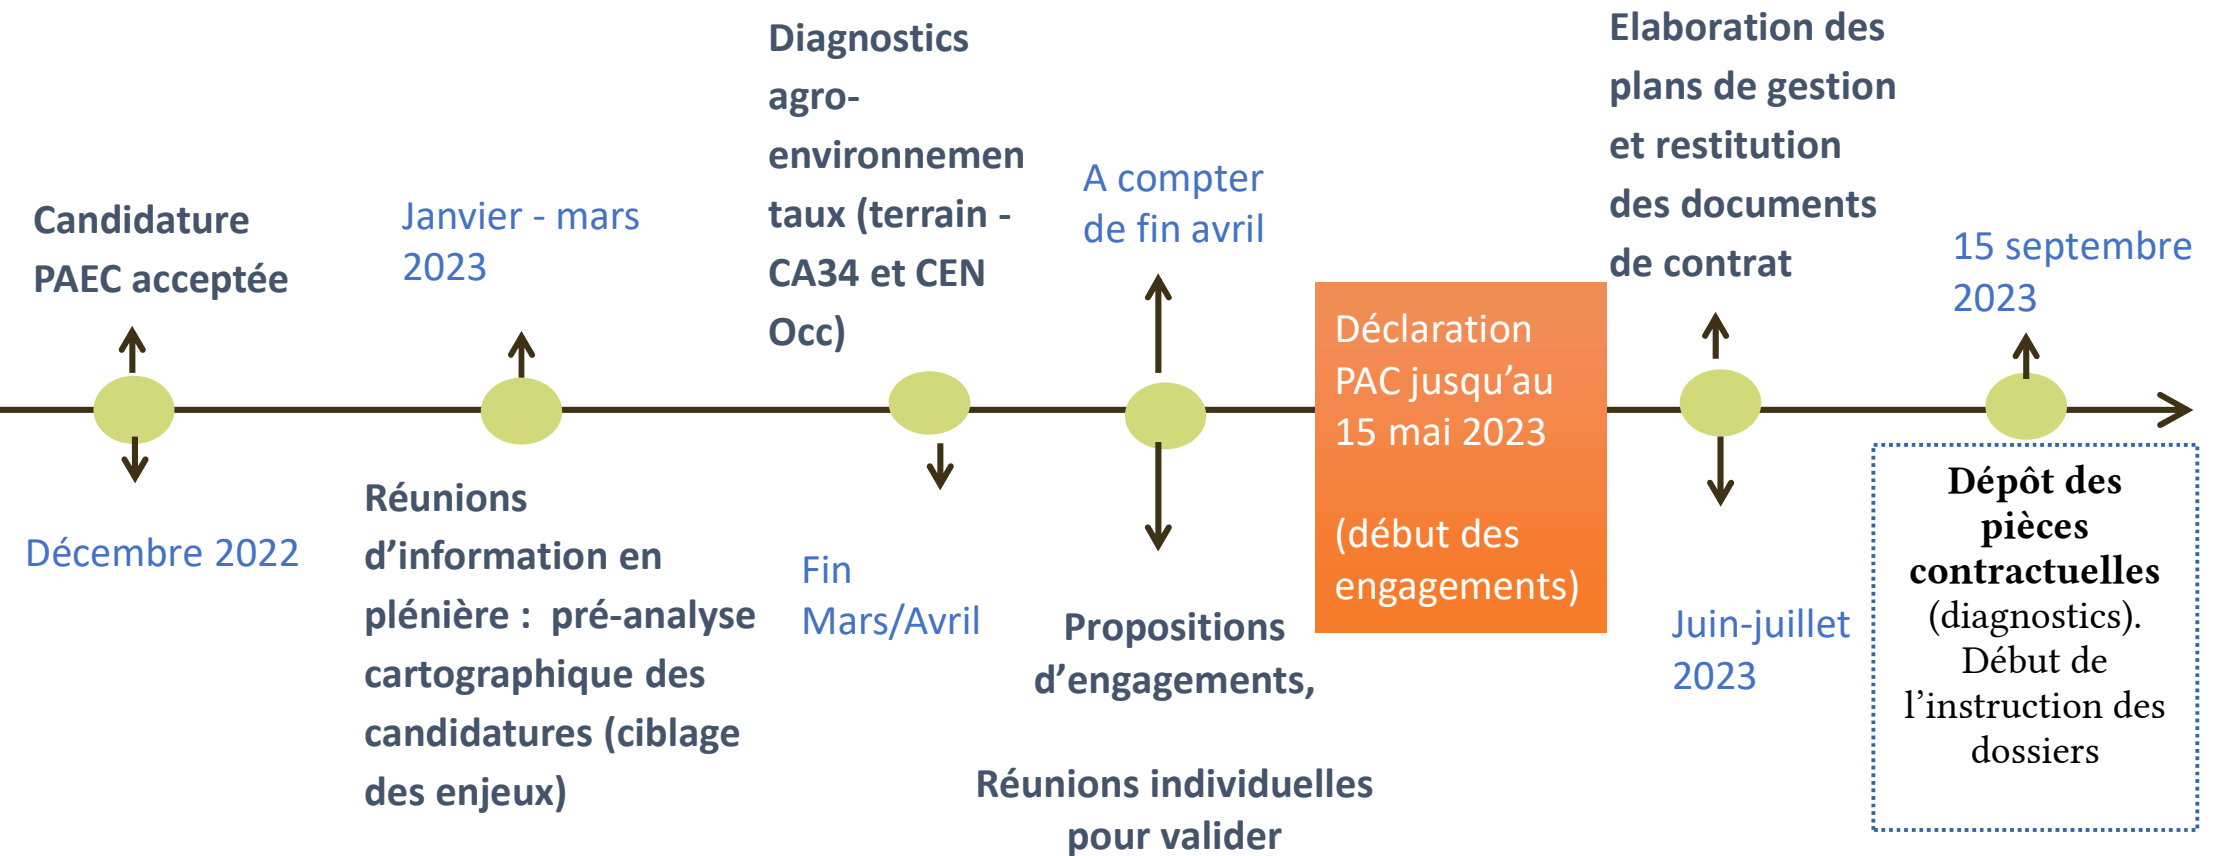 Candidature
PAEC acceptée
Décembre 2022
Janvier - mars
2023
Réunions
d’information en
plénière :  pré-analyse
cartographique des
candidatures (ciblage
des enjeux)
Diagnostics
agro-
environnemen
taux (terrain -
CA34 et CEN
Occ)
Fin
Mars/Avril
A compter
de fin avril
Propositions
d’engagements,
Réunions individuelles
pour valider
Déclaration
PAC jusqu’au
15 mai 2023
(début des
engagements)
Elaboration des
plans de gestion
et restitution
des documents
de contrat
Juin-juillet
2023
15 septembre
2023
Dépôt des
pièces
contractuelles
(diagnostics).
Début de
l’instruction des
dossiers